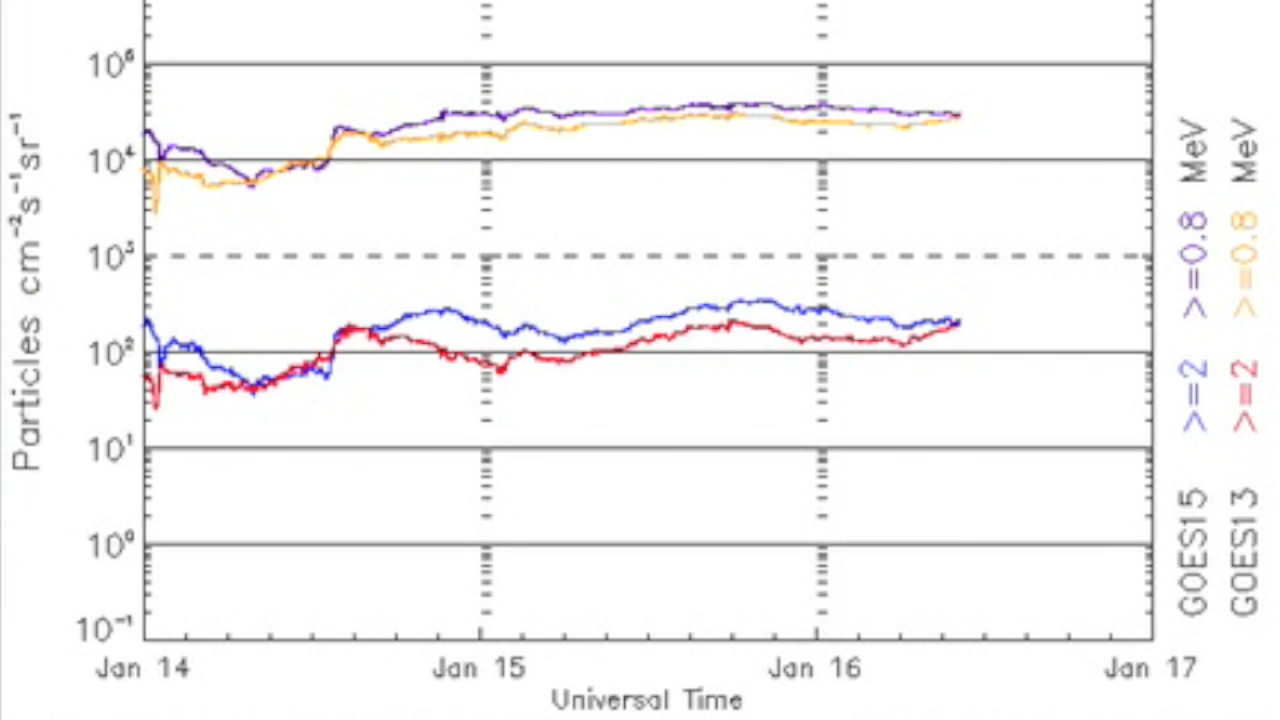 Particles cm⁻²s⁻¹sr⁻¹
10⁶
10⁴
10³
10²
10¹
10⁰
10⁻¹
Jan 14 Jan 15 Jan 16 Jan 17
Universal Time
GOES15 >=2 >=0.8 MeV
GOES13 >=2 >=0.8 MeV